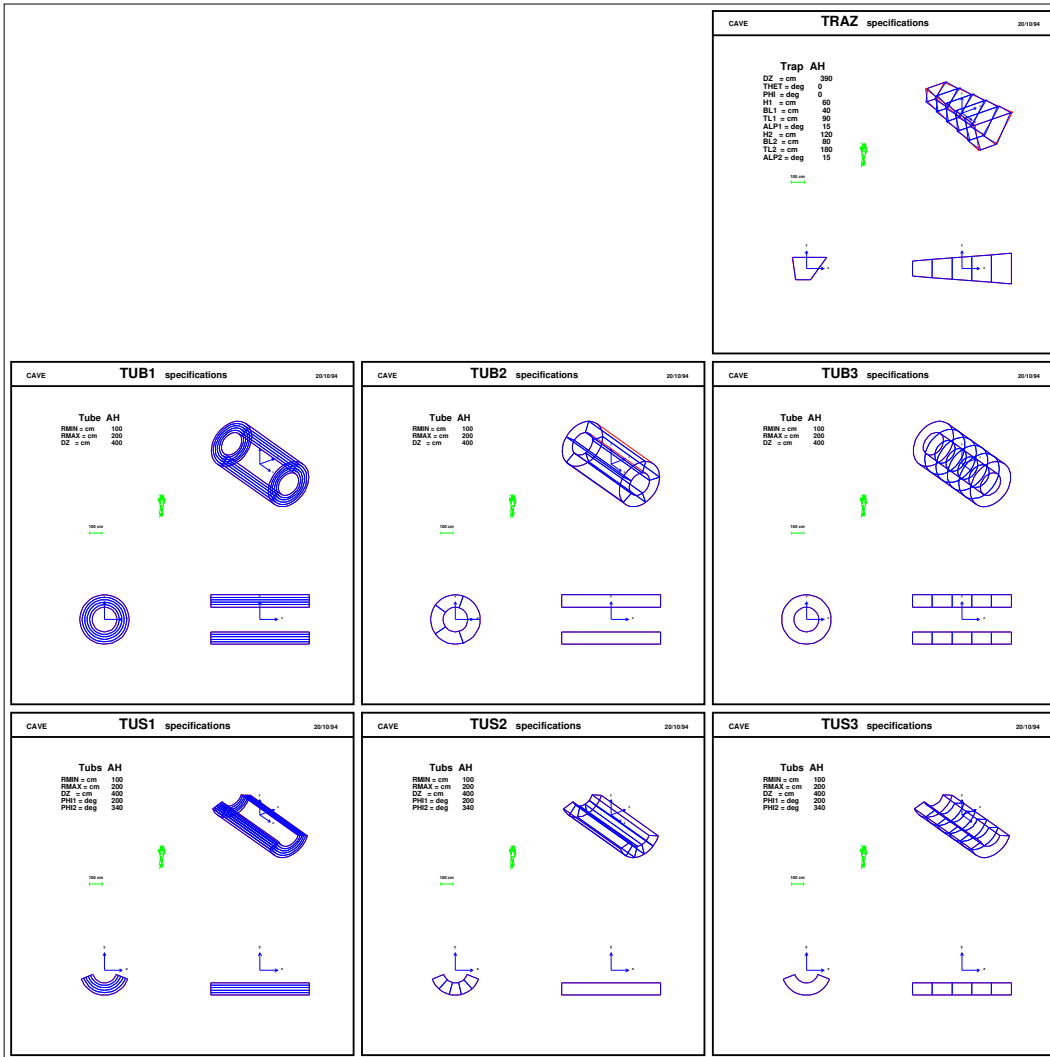 CAVE TRAZ specifications 20/10/94
Trap AH
DZ = cm 390
THET = deg 0
PHI = deg 0
H1 = cm 60
BL1 = cm 40
TL1 = cm 90
ALP1 = deg 15
H2 = cm 120
BL2 = cm 80
TL2 = cm 180
ALP2 = deg 15
100 cm
CAVE TUB1 specifications 20/10/94
Tube AH
RMIN = cm 100
RMAX = cm 200
DZ = cm 400
100 cm
CAVE TUB2 specifications 20/10/94
Tube AH
RMIN = cm 100
RMAX = cm 200
DZ = cm 400
100 cm
CAVE TUB3 specifications 20/10/94
Tube AH
RMIN = cm 100
RMAX = cm 200
DZ = cm 400
100 cm
CAVE TUS1 specifications 20/10/94
Tubs AH
RMIN = cm 100
RMAX = cm 200
DZ = cm 400
PHI1 = deg 200
PHI2 = deg 340
100 cm
CAVE TUS2 specifications 20/10/94
Tubs AH
RMIN = cm 100
RMAX = cm 200
DZ = cm 400
PHI1 = deg 200
PHI2 = deg 340
100 cm
CAVE TUS3 specifications 20/10/94
Tubs AH
RMIN = cm 100
RMAX = cm 200
DZ = cm 400
PHI1 = deg 200
PHI2 = deg 340
100 cm